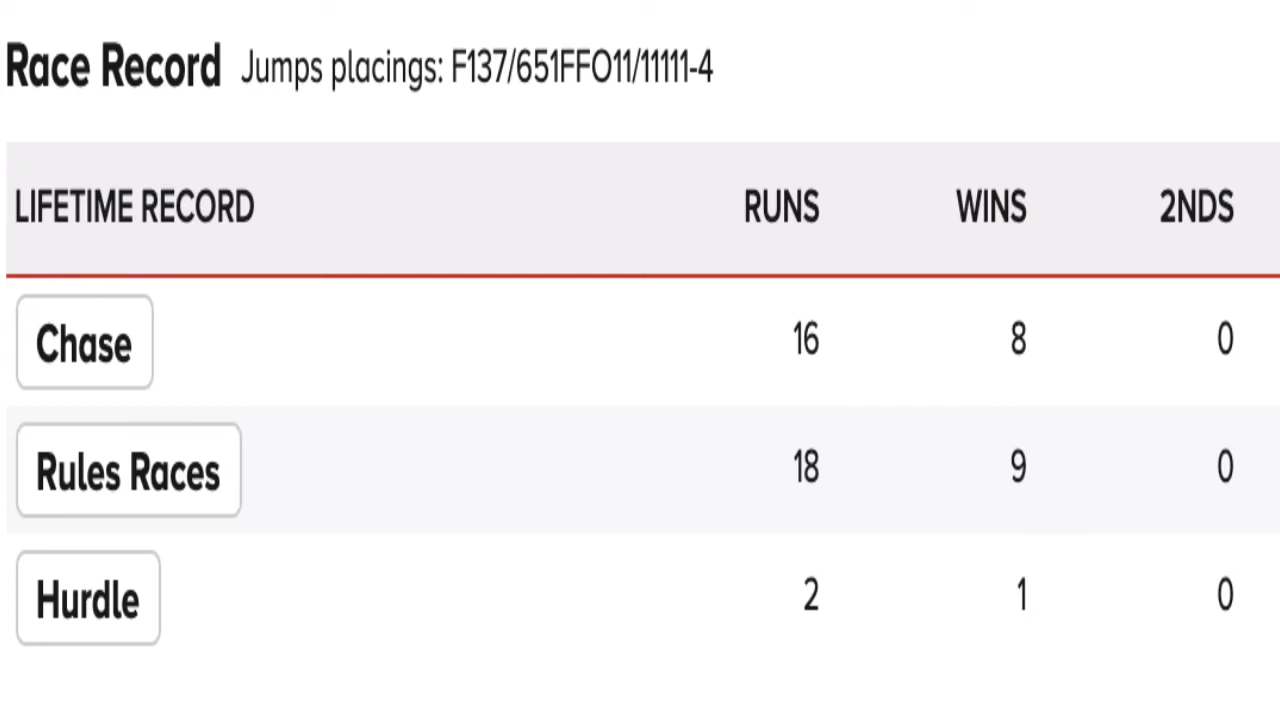 Race Record Jumps placings: F137/651FFO11/11111-4
LIFETIME RECORD RUNS WINS 2NDS
Chase 16 8 0
Rules Races 18 9 0
Hurdle 2 1 0